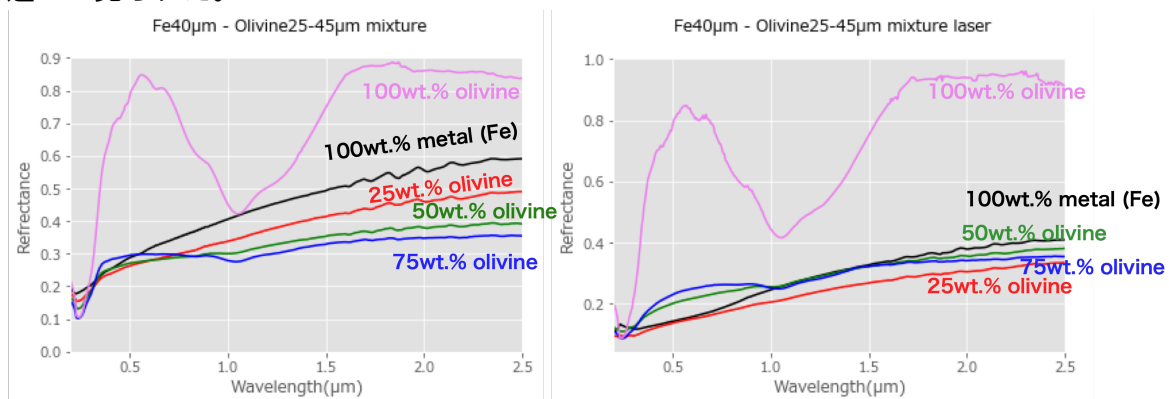 Fe40μm - Olivine25-45μm mixture
0.9
0.8
0.7
0.6
0.5
0.4
0.3
0.2
0.1
0.0
Refrectance
100wt.% olivine
100wt.% metal (Fe)
25wt.% olivine
50wt.% olivine
75wt.% olivine
0.5 1.0 1.5 2.0 2.5
Wavelength(μm)
Fe40μm - Olivine25-45μm mixture laser
1.0
0.8
0.6
0.4
0.2
Refrectance
100wt.% olivine
100wt.% metal (Fe)
50wt.% olivine
75wt.% olivine
25wt.% olivine
0.5 1.0 1.5 2.0 2.5
Wavelength(μm)